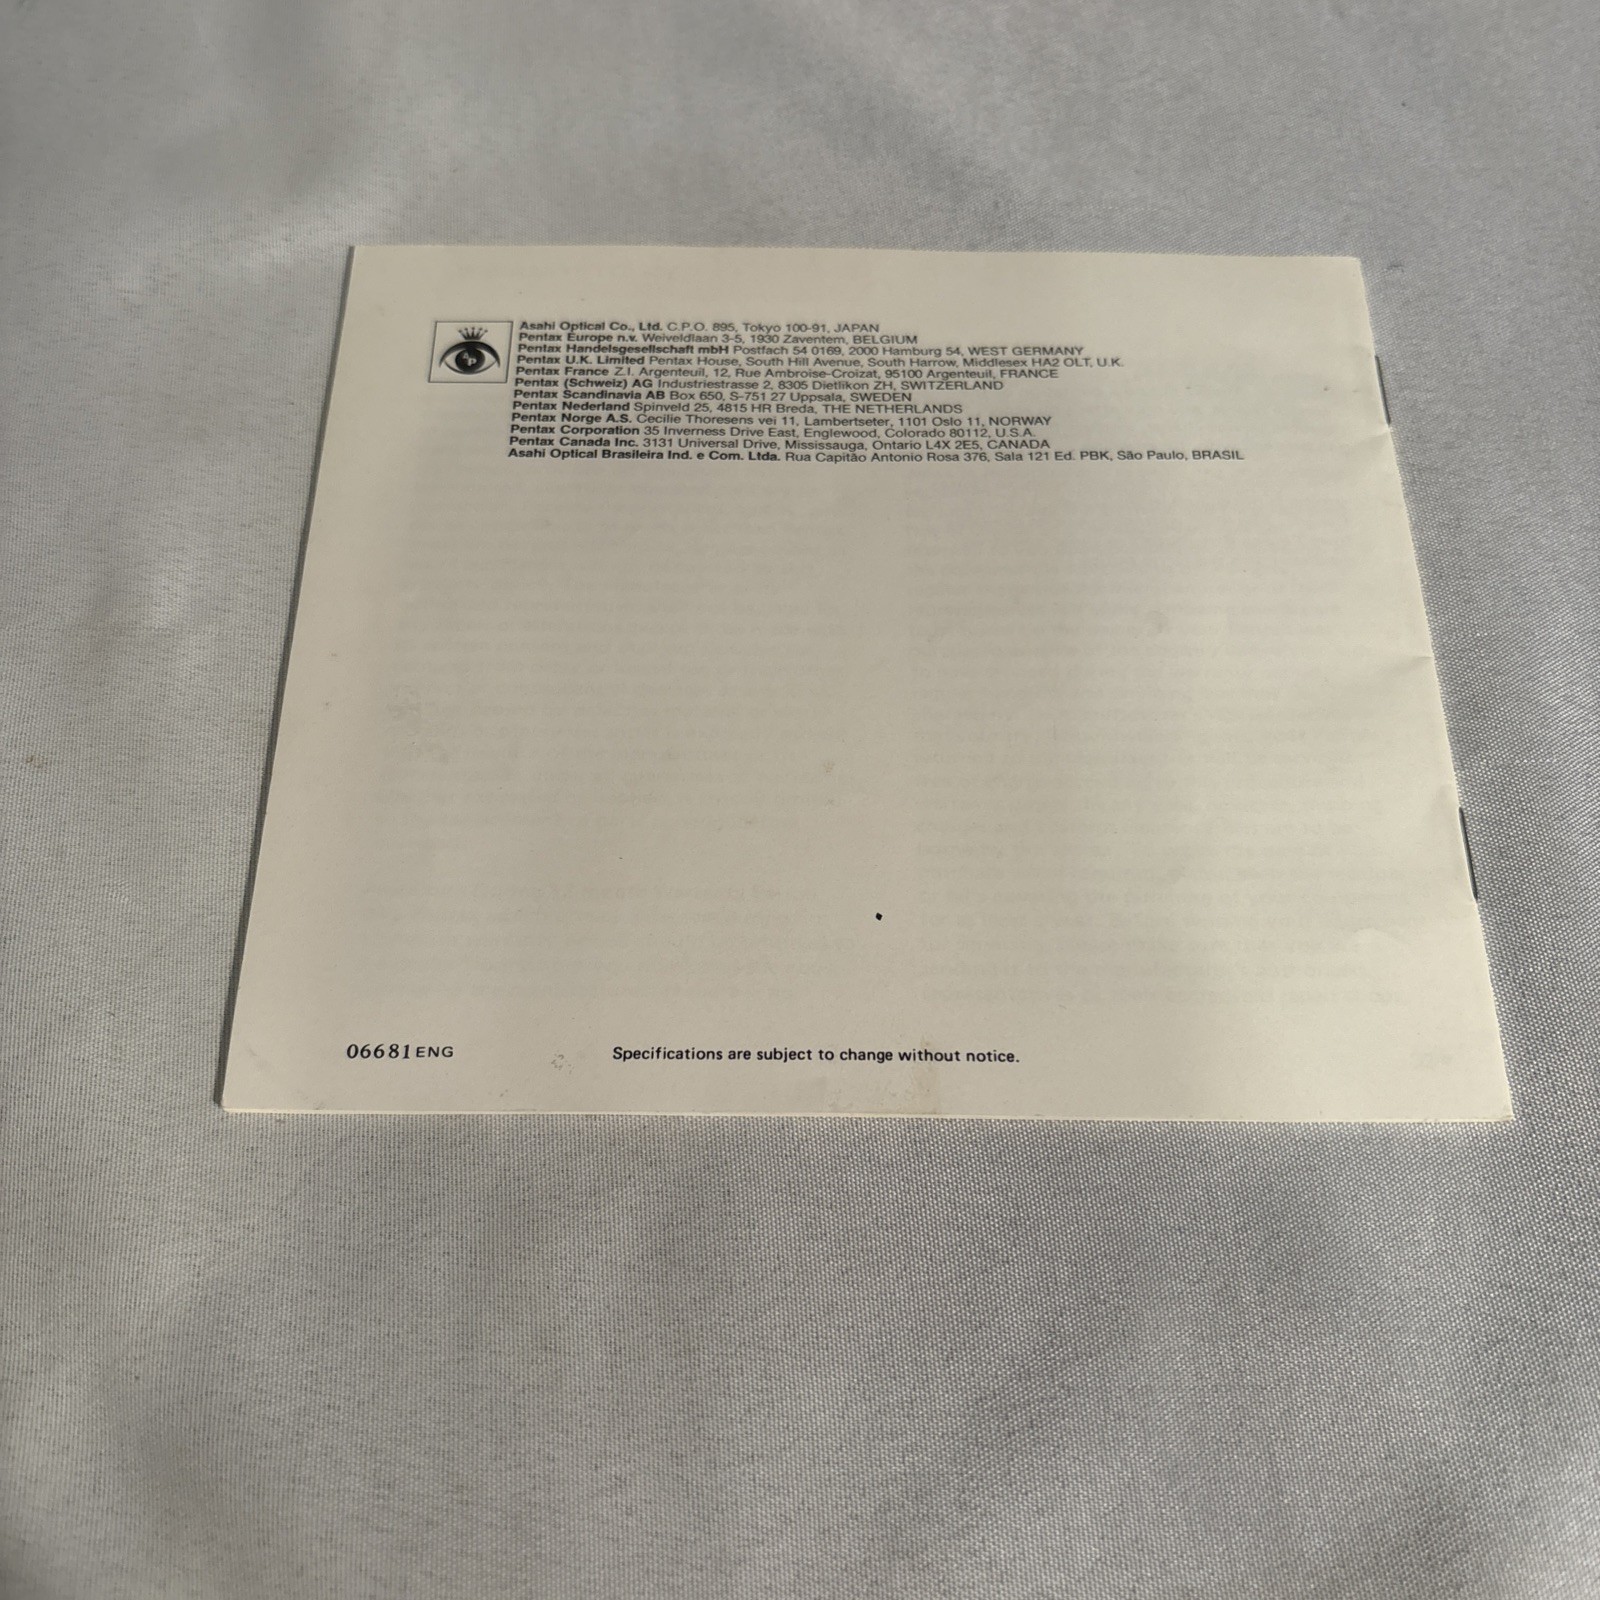 AP
Asahi Optical Co., Ltd. C.P.O. 895, Tokyo 100-91, JAPAN
Pentax Europe n.v. Weiveldlaan 3-5, 1930 Zaventem, BELGIUM
Pentax Handelsgesellschaft mbH Postfach 54 0169, 2000 Hamburg 54, WEST GERMANY
Pentax U.K. Limited Pentax House, South Hill Avenue, South Harrow, Middlesex HA2 OLT, U.K.
Pentax France Z.I. Argenteuil, 12, Rue Ambroise-Croizat, 95100 Argenteuil, FRANCE
Pentax (Schweiz) AG Industriestrasse 2, 8305 Dietlikon ZH, SWITZERLAND
Pentax Scandinavia AB Box 650, S-751 27 Uppsala, SWEDEN
Pentax Nederland Spinveld 25, 4815 HR Breda, THE NETHERLANDS
Pentax Norge A.S. Cecilie Thoresens vei 11, Lambertseter, 1101 Oslo 11, NORWAY
Pentax Corporation 35 Inverness Drive East, Englewood, Colorado 80112, U.S.A.
Pentax Canada Inc. 3131 Universal Drive, Mississauga, Ontario L4X 2E5, CANADA
Asahi Optical Brasileira Ind. e Com. Ltda. Rua Capitão Antonio Rosa 376, Sala 121 Ed. PBK, São Paulo, BRASIL
06681 ENG
Specifications are subject to change without notice.